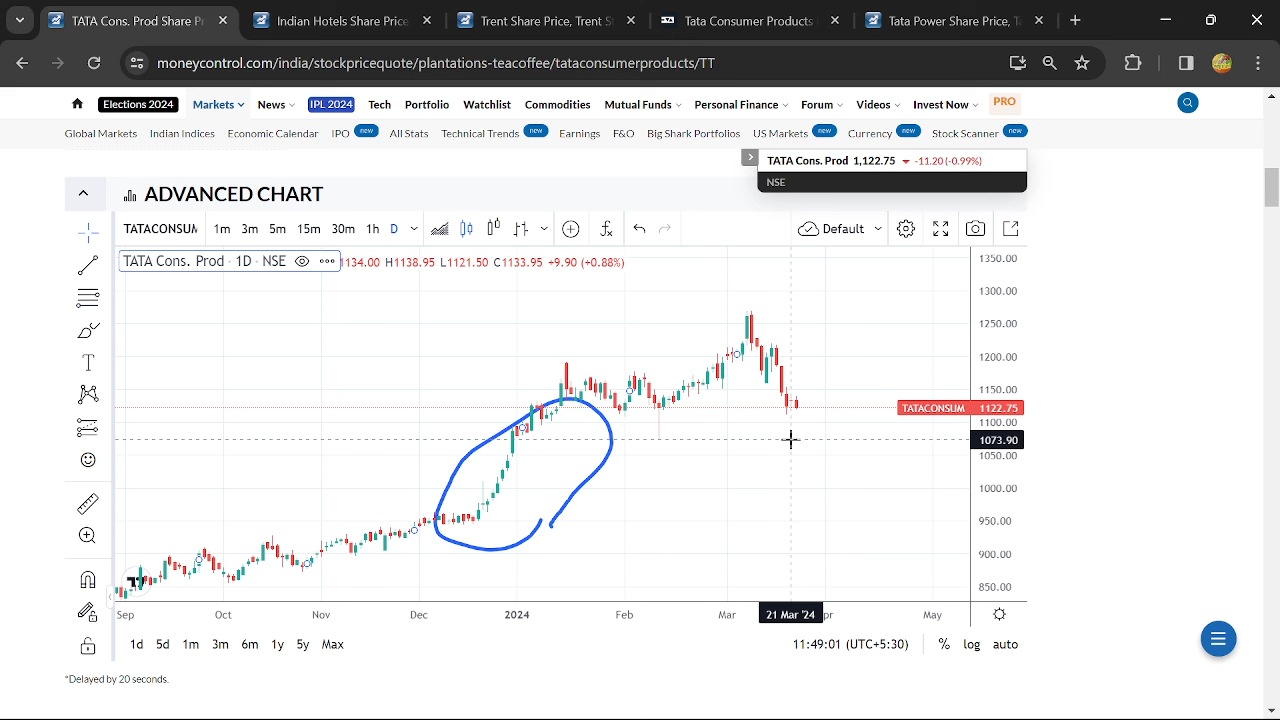 TATA Cons. Prod Share Pr
Indian Hotels Share Price
Trent Share Price, Trent S
Tata Consumer Products
Tata Power Share Price, T
moneycontrol.com/india/stockpricequote/plantations-teacoffee/tataconsumerproducts/TT
Elections 2024 Markets News IPL 2024 Tech Portfolio Watchlist Commodities Mutual Funds Personal Finance Forum Videos Invest Now PRO
Global Markets Indian Indices Economic Calendar IPO new All Stats Technical Trends new Earnings F&O Big Shark Portfolios US Markets new Currency new Stock Scanner new
TATA Cons. Prod 1,122.75 -11.20 (-0.99%)
NSE
ADVANCED CHART
TATACONSUM 1m 3m 5m 15m 30m 1h D Default
TATA Cons. Prod · 1D · NSE 1134.00 H1138.95 L1121.50 C1133.95 +9.90 (+0.88%)
1350.00
1300.00
1250.00
1200.00
1150.00
TATACONSUM 1122.75
1100.00
1073.90
1050.00
1000.00
950.00
900.00
850.00
Sep Oct Nov Dec 2024 Feb Mar 21 Mar '24 pr May
1d 5d 1m 3m 6m 1y 5y Max 11:49:01 (UTC+5:30) % log auto
*Delayed by 20 seconds.